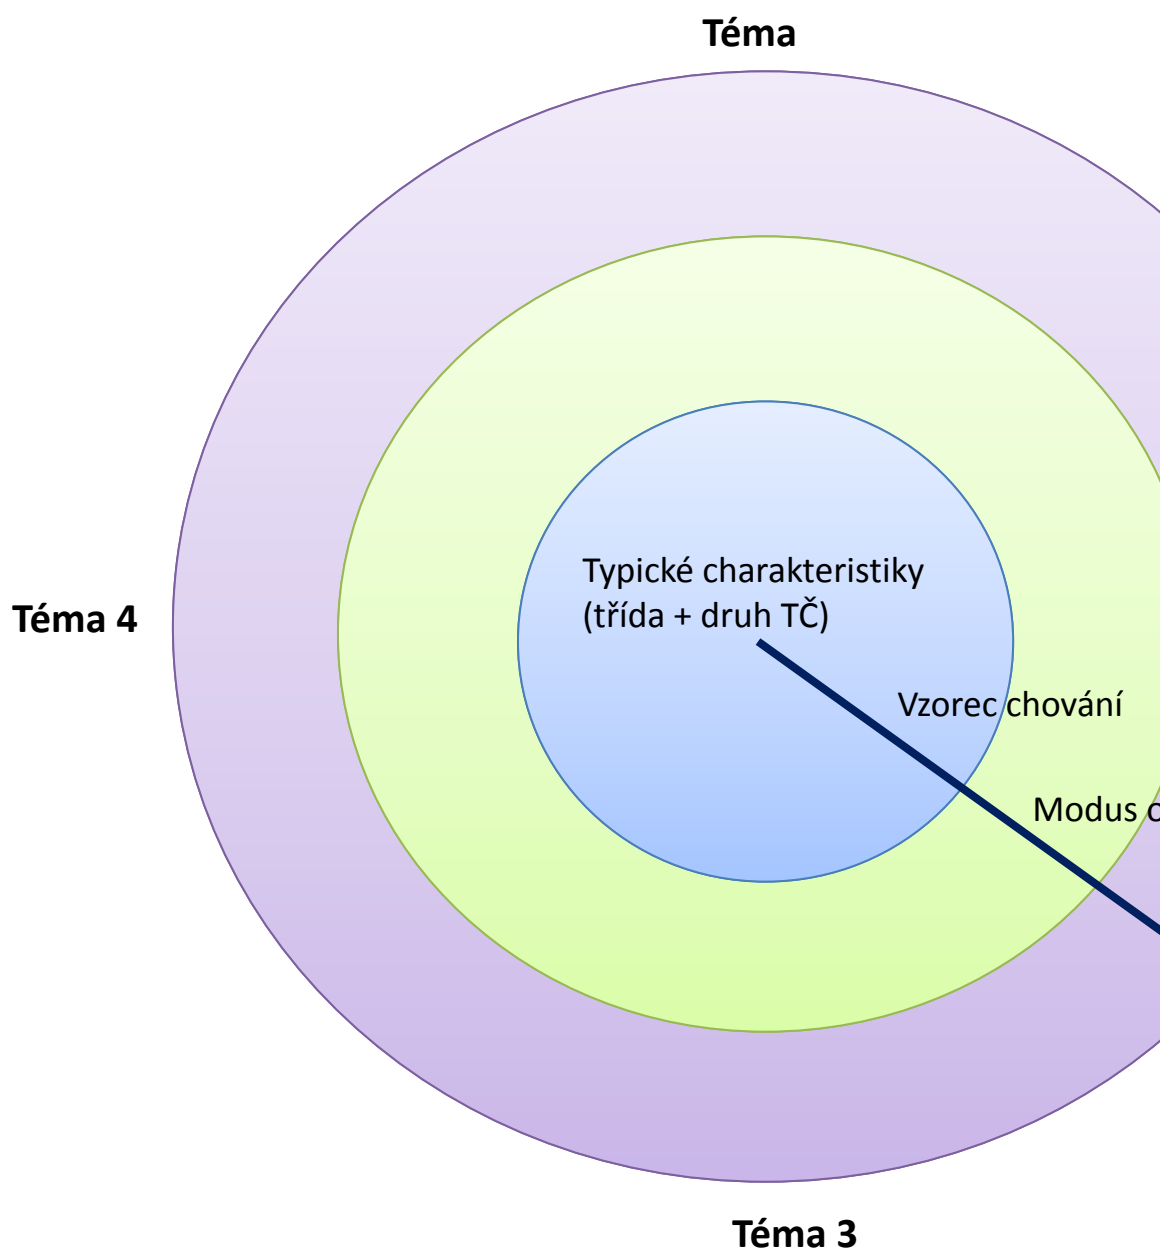 Téma
Typické charakteristiky
(třída + druh TČ)
Téma 4
Vzorec chování
Modus
Téma 3